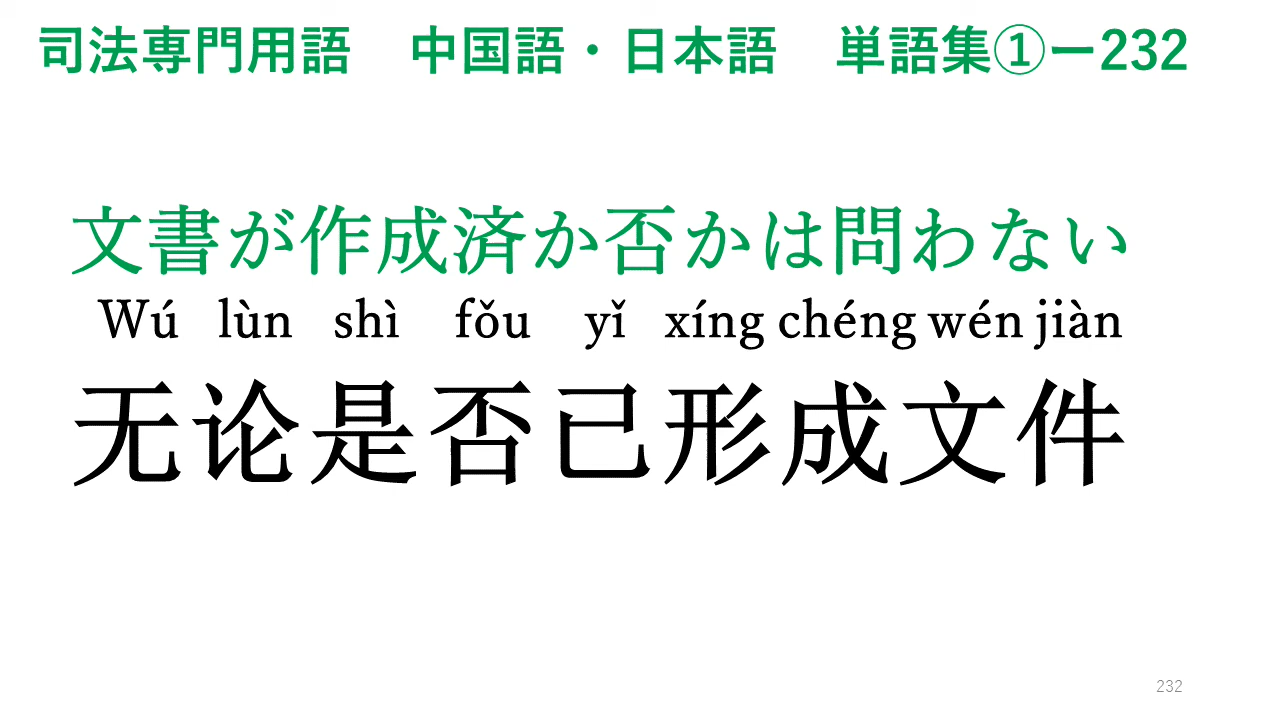 司法専門用語　中国語・日本語　単語集①ー232
文書が作成済か否かは問わない
Wú lùn shì fǒu yǐ xíng chéng wén jiàn
无论是否已形成文件
232